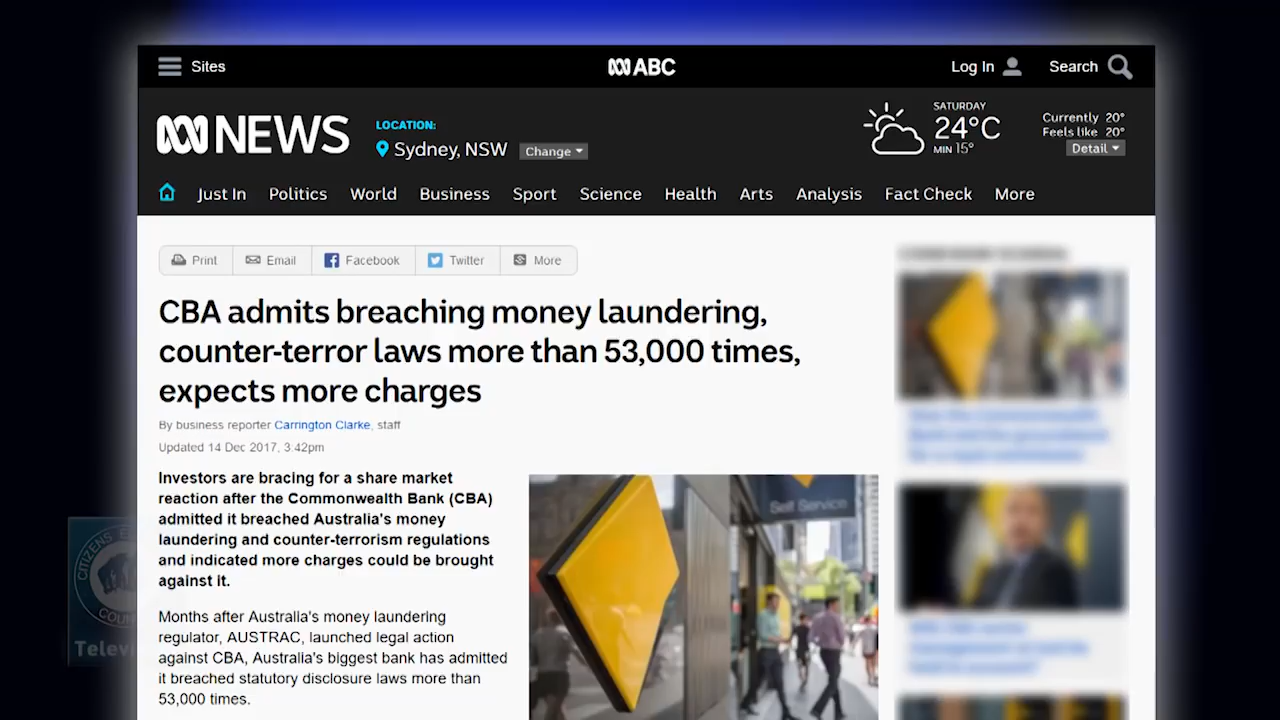 Sites
ABC
Log In
Search
NEWS
LOCATION:
Sydney, NSW
Change
SATURDAY
24°C
MIN 15°
Currently 20°
Feels like 20°
Detail
Just In Politics World Business Sport Science Health Arts Analysis Fact Check More
Print Email Facebook Twitter More
CBA admits breaching money laundering,
counter-terror laws more than 53,000 times,
expects more charges
By business reporter Carrington Clarke, staff
Updated 14 Dec 2017, 3:42pm
Investors are bracing for a share market
reaction after the Commonwealth Bank (CBA)
admitted it breached Australia's money
laundering and counter-terrorism regulations
and indicated more charges could be brought
against it.
Months after Australia's money laundering
regulator, AUSTRAC, launched legal action
against CBA, Australia's biggest bank has admitted
it breached statutory disclosure laws more than
53,000 times.
Self Service
CITIZENS